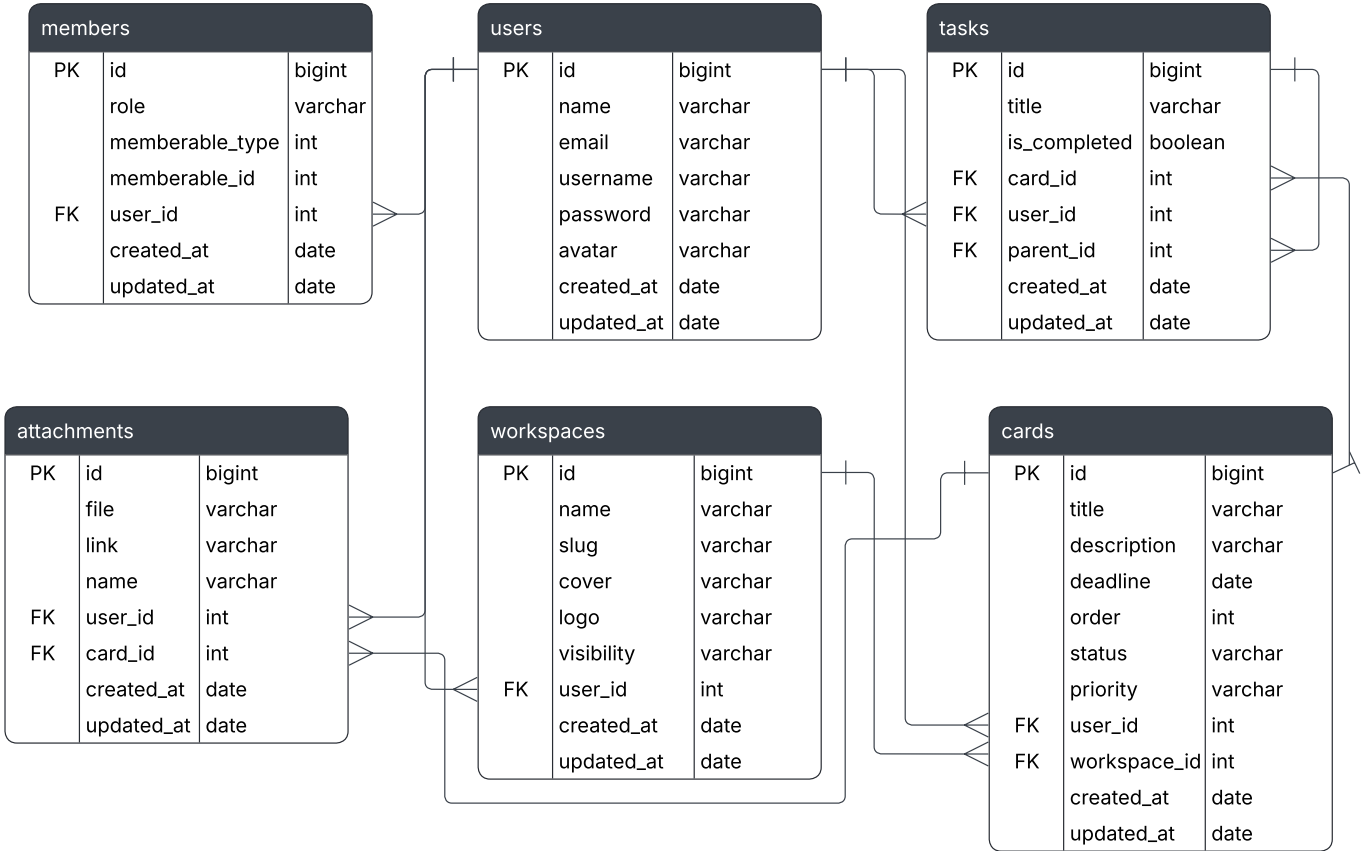 members
PK id bigint
role varchar
memberable_type int
memberable_id int
FK user_id int
created_at date
updated_at date
users
PK id bigint
name varchar
email varchar
username varchar
password varchar
avatar varchar
created_at date
updated_at date
tasks
PK id bigint
title varchar
is_completed boolean
FK card_id int
FK user_id int
FK parent_id int
created_at date
updated_at date
attachments
PK id bigint
file varchar
link varchar
name varchar
FK user_id int
FK card_id int
created_at date
updated_at date
workspaces
PK id bigint
name varchar
slug varchar
cover varchar
logo varchar
visibility varchar
FK user_id int
created_at date
updated_at date
cards
PK id bigint
title varchar
description varchar
deadline date
order int
status varchar
priority varchar
FK user_id int
FK workspace_id int
created_at date
updated_at date